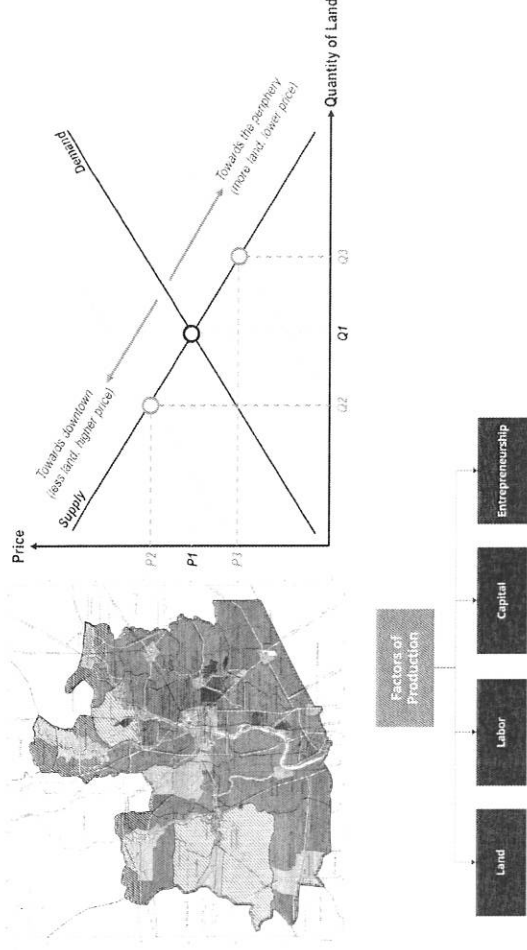 Price
Towards downtown
(less land, higher price)
Demand
Supply
P2
P1
P3
Towards the periphery
(more land, lower price)
Q2
Q1
Q3
Quantity of Land
Factors of
Production
Land
Labor
Capital
Entrepreneurship